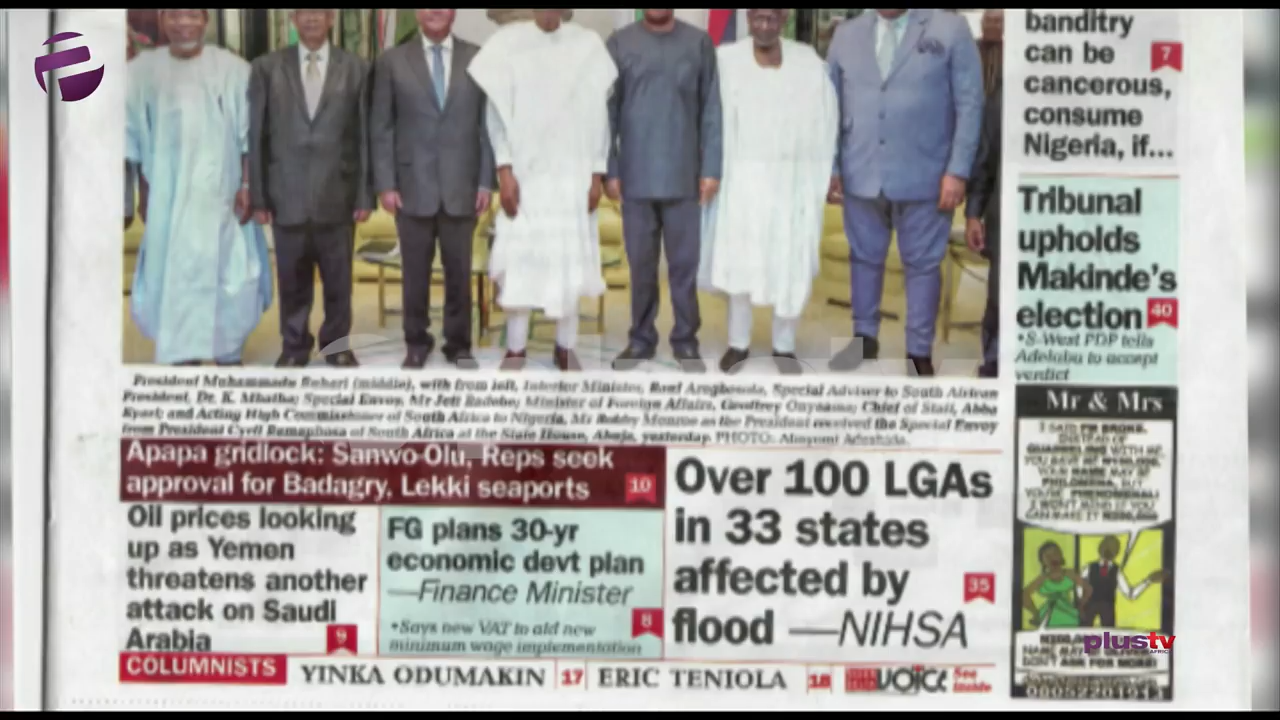 banditry
can be
cancerous,
consume
Nigeria, if...
7
Tribunal
upholds
Makinde's
election
40
•S-West PDP tells
Adelabu to accept
verdict
President Muhammadu Buhari (middle), with from left, Interior Minister, Rauf Aregbesola, Special Adviser to South African
President, Dr. K. Mbatha; Special Envoy, Mr Jeff Radebe; Minister of Foreign Affairs, Geoffrey Onyeama; Chief of Staff, Abba
Kyari; and Acting High Commissioner of South Africa to Nigeria, Mr Bobby Monroe as the President received the Special Envoy
from President Cyril Ramaphosa of South Africa at the State House, Abuja, yesterday. PHOTO:
Apapa gridlock: Sanwo-Olu, Reps seek
approval for Badagry, Lekki seaports
10
Oil prices looking
up as Yemen
threatens another
attack on Saudi
Arabia
9
FG plans 30-yr
economic devt plan
—Finance Minister
•Says new VAT to aid new
minimum wage implementation
8
Over 100 LGAs
in 33 states
affected by
flood —NIHSA
35
Mr & Mrs
COLUMNISTS YINKA ODUMAKIN 17 ERIC TENIOLA 18 VOICE See
Inside
plustv
AFRICA